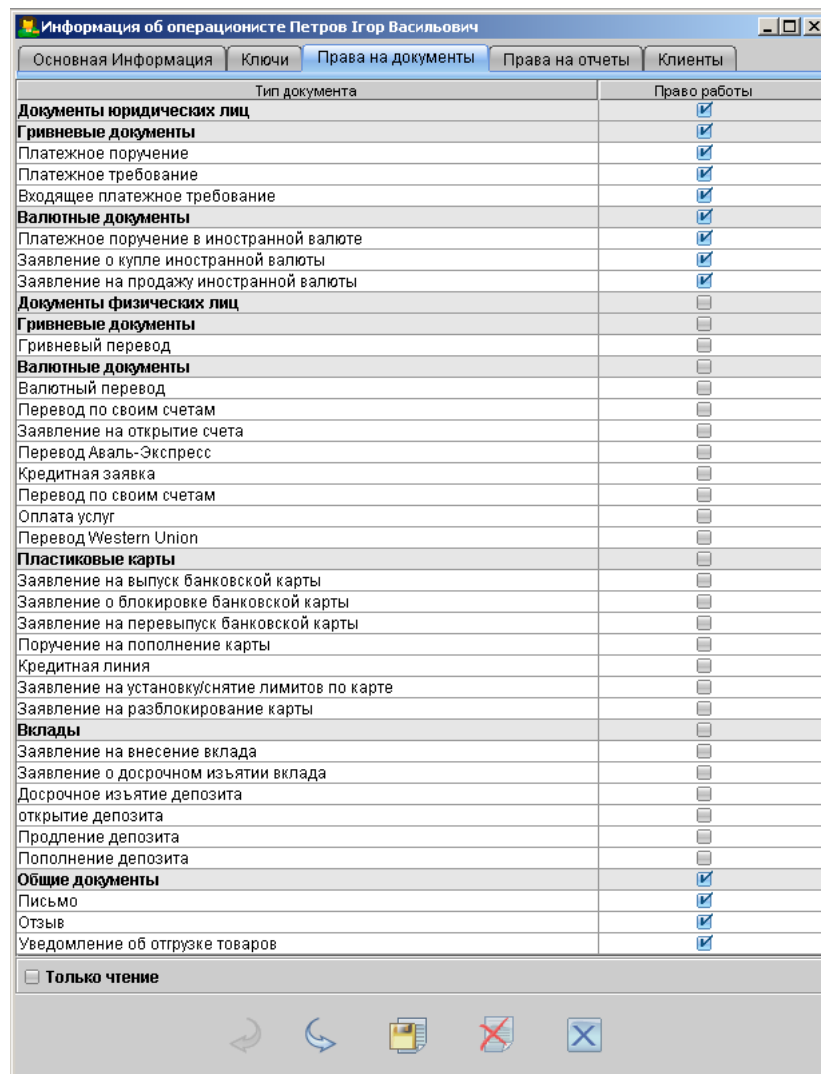 Информация об операционисте Петров Ігор Васильович
Основная Информация Ключи Права на документы Права на отчеты Клиенты
Тип документа Право работы
Документы юридических лиц
Гривневые документы
Платежное поручение
Платежное требование
Входящее платежное требование
Валютные документы
Платежное поручение в иностранной валюте
Заявление о купле иностранной валюты
Заявление на продажу иностранной валюты
Документы физических лиц
Гривневые документы
Гривневый перевод
Валютные документы
Валютный перевод
Перевод по своим счетам
Заявление на открытие счета
Перевод Аваль-Экспресс
Кредитная заявка
Перевод по своим счетам
Оплата услуг
Перевод Western Union
Пластиковые карты
Заявление на выпуск банковской карты
Заявление о блокировке банковской карты
Заявление на перевыпуск банковской карты
Поручение на пополнение карты
Кредитная линия
Заявление на установку/снятие лимитов по карте
Заявление на разблокирование карты
Вклады
Заявление на внесение вклада
Заявление о досрочном изъятии вклада
Досрочное изъятие депозита
открытие депозита
Продление депозита
Пополнение депозита
Общие документы
Письмо
Отзыв
Уведомление об отгрузке товаров
Только чтение